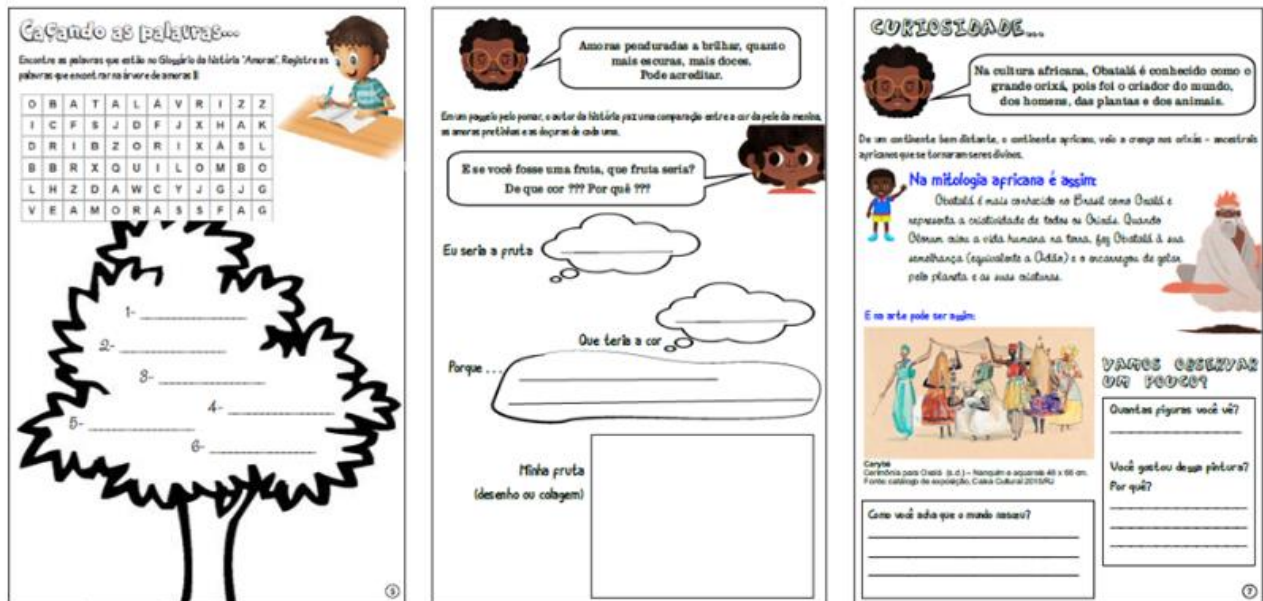 Caçando as palavras...
Encontre as palavras que estão no Glossário da história "Amoras". Registre as
palavras que encontrar na árvore de amoras !!!
O B A T A L Á V R I Z Z
I C F S J D F J X H A K
D R I B Z O R I X Á S L
B B R X Q U I L O M B O
L H Z D A W C Y J G J G
V E A M O R A S S F A G
1-
2-
3-
4-
5-
6-
5
Amoras penduradas a brilhar, quanto
mais escuras, mais doces.
Pode acreditar.
Em um passeio pelo pomar, o autor da história faz uma comparação entre a cor da pele da menina,
as amoras pretinhas e as doçuras de cada uma.
E se você fosse uma fruta, que fruta seria?
De que cor ??? Por quê ???
Eu seria a fruta
Que teria a cor
Porque . . .
Minha fruta
(desenho ou colagem)
CURIOSIDADE...
Na cultura africana, Obatalá é conhecido como o
grande orixá, pois foi o criador do mundo,
dos homens, das plantas e dos animais.
De um continente bem distante, o continente africano, veio a crença nos orixás – ancestrais
africanos que se tornaram seres divinos.
Na mitologia africana é assim:
Obatalá é mais conhecido no Brasil como Oxalá e
representa a criatividade de todos os Orixás. Quando
Olorum criou a vida humana na terra, fez Obatalá à sua
semelhança (equivalente a Adão) e o encarregou de zelar
pelo planeta e as suas criaturas.
E na arte pode ser assim:
Carybé
Cerimônia para Oxalá (s.d.) – Nanquim e aquarela 48 x 66 cm.
Fonte: catálogo de exposição, Caixa Cultural 2015/RJ
VAMOS OBSERVAR
UM POUCO?
Quantas figuras você vê?
Você gostou dessa pintura?
Por quê?
Como você acha que o mundo nasceu?
7